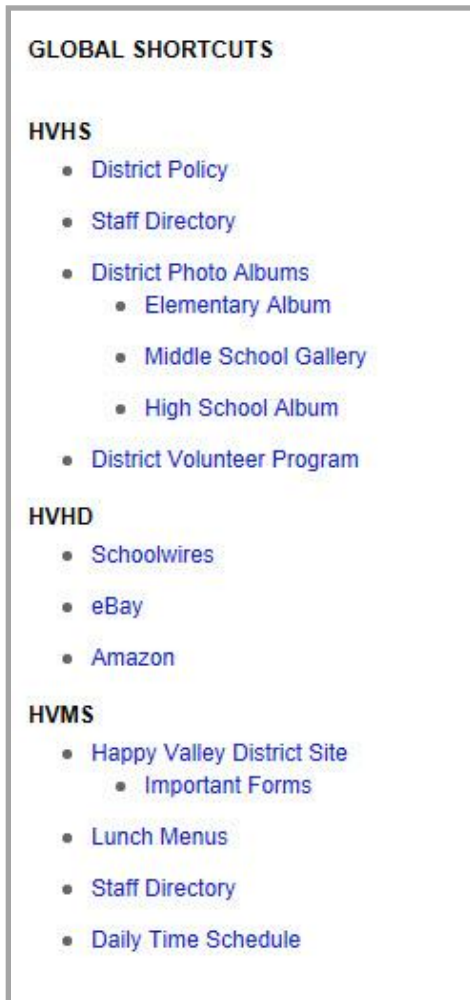 GLOBAL SHORTCUTS
HVHS
District Policy
Staff Directory
District Photo Albums
Elementary Album
Middle School Gallery
High School Album
District Volunteer Program
HVHD
Schoolwires
eBay
Amazon
HVMS
Happy Valley District Site
Important Forms
Lunch Menus
Staff Directory
Daily Time Schedule